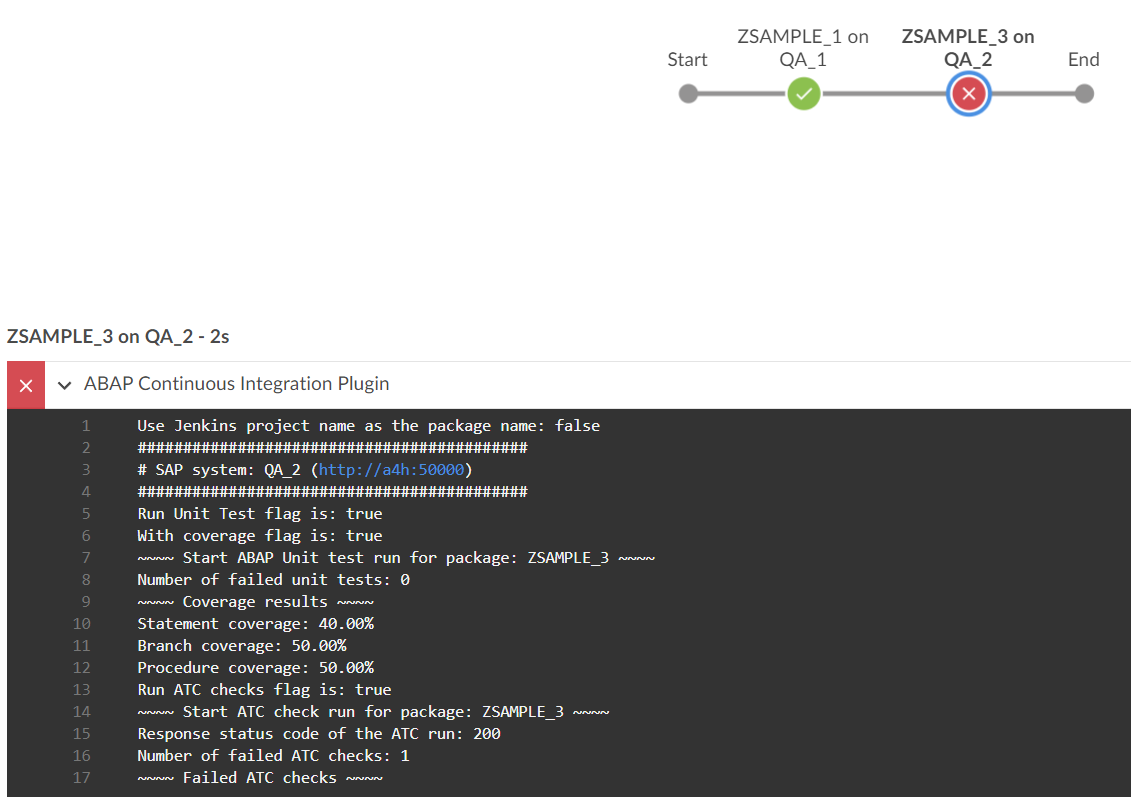 Start
ZSAMPLE_1 on
QA_1
ZSAMPLE_3 on
QA_2
End
ZSAMPLE_3 on QA_2 - 2s
ABAP Continuous Integration Plugin
1 Use Jenkins project name as the package name: false
2 ###########################################
3 # SAP system: QA_2 (http://a4h:50000)
4 ###########################################
5 Run Unit Test flag is: true
6 With coverage flag is: true
7 ~~~~ Start ABAP Unit test run for package: ZSAMPLE_3 ~~~~
8 Number of failed unit tests: 0
9 ~~~~ Coverage results ~~~~
10 Statement coverage: 40.00%
11 Branch coverage: 50.00%
12 Procedure coverage: 50.00%
13 Run ATC checks flag is: true
14 ~~~~ Start ATC check run for package: ZSAMPLE_3 ~~~~
15 Response status code of the ATC run: 200
16 Number of failed ATC checks: 1
17 ~~~~ Failed ATC checks ~~~~